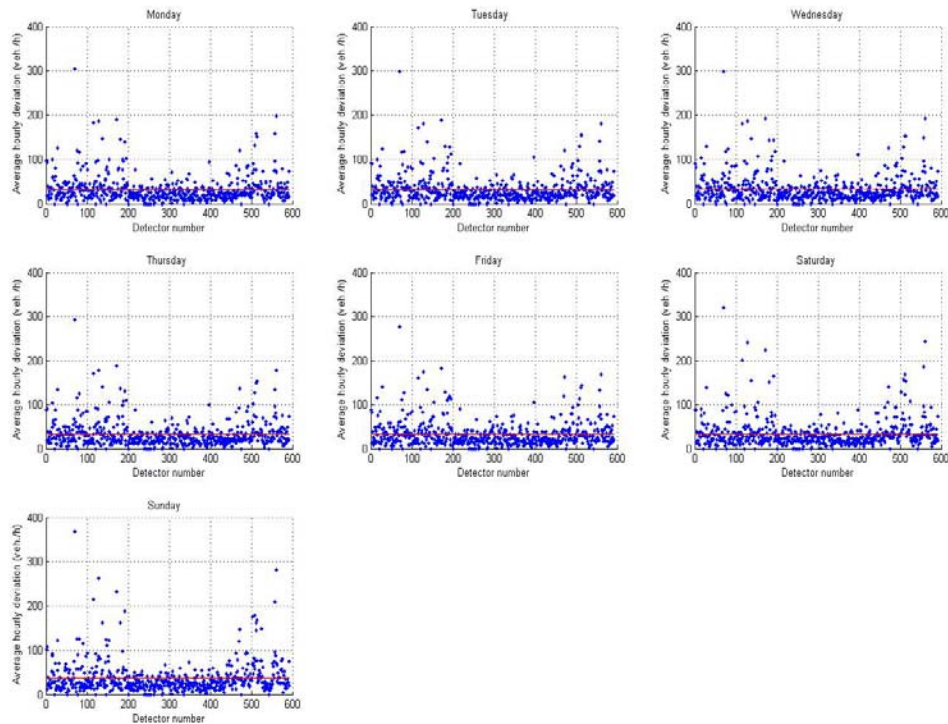 Monday
Average hourly deviation (veh./h)
400
300
200
100
0
0 100 200 300 400 500 600
Detector number
Tuesday
Average hourly deviation (veh./h)
400
300
200
100
0
0 100 200 300 400 500 600
Detector number
Wednesday
Average hourly deviation (veh./h)
400
300
200
100
0
0 100 200 300 400 500 600
Detector number
Thursday
Average hourly deviation (veh./h)
400
300
200
100
0
0 100 200 300 400 500 600
Detector number
Friday
Average hourly deviation (veh./h)
400
300
200
100
0
0 100 200 300 400 500 600
Detector number
Saturday
Average hourly deviation (veh./h)
400
300
200
100
0
0 100 200 300 400 500 600
Detector number
Sunday
Average hourly deviation (veh./h)
400
300
200
100
0
0 100 200 300 400 500 600
Detector number